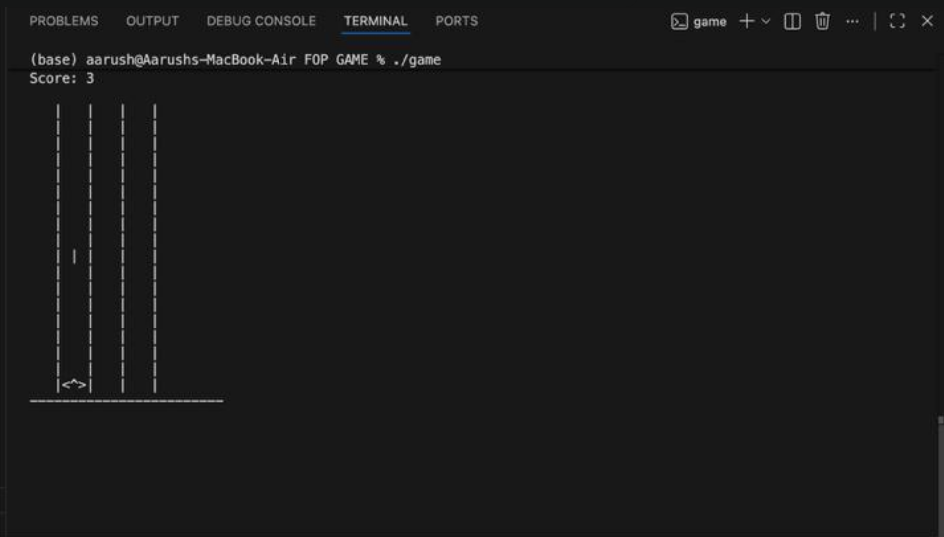 PROBLEMS OUTPUT DEBUG CONSOLE TERMINAL PORTS game
(base) aarush@Aarushs-MacBook-Air FOP GAME % ./game
Score: 3
|   |   |   |
|   |   |   |
|   |   |   |
|   |   |   |
|   |   |   |
|   |   |   |
|   |   |   |
|   |   |   |
|   |   |   |
| | |   |   |
|   |   |   |
|   |   |   |
|   |   |   |
|   |   |   |
|   |   |   |
|   |   |   |
|   |   |   |
|<^>|   |   |
------------------------